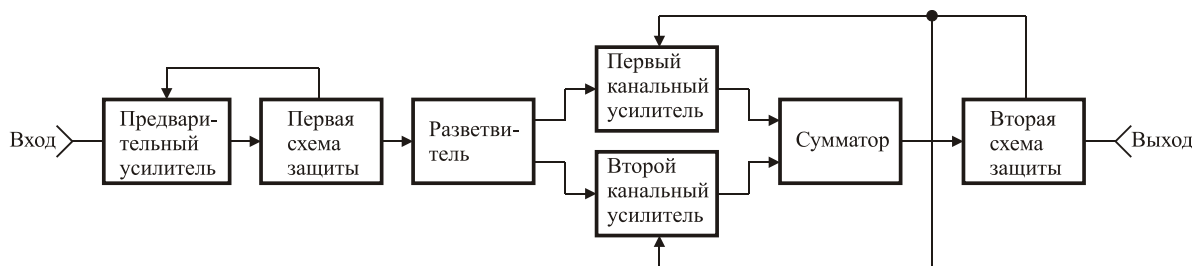 Вход
Предвари-
тельный
усилитель
Первая
схема
защиты
Разветви-
тель
Первый
канальный
усилитель
Второй
канальный
усилитель
Сумматор
Вторая
схема
защиты
Выход